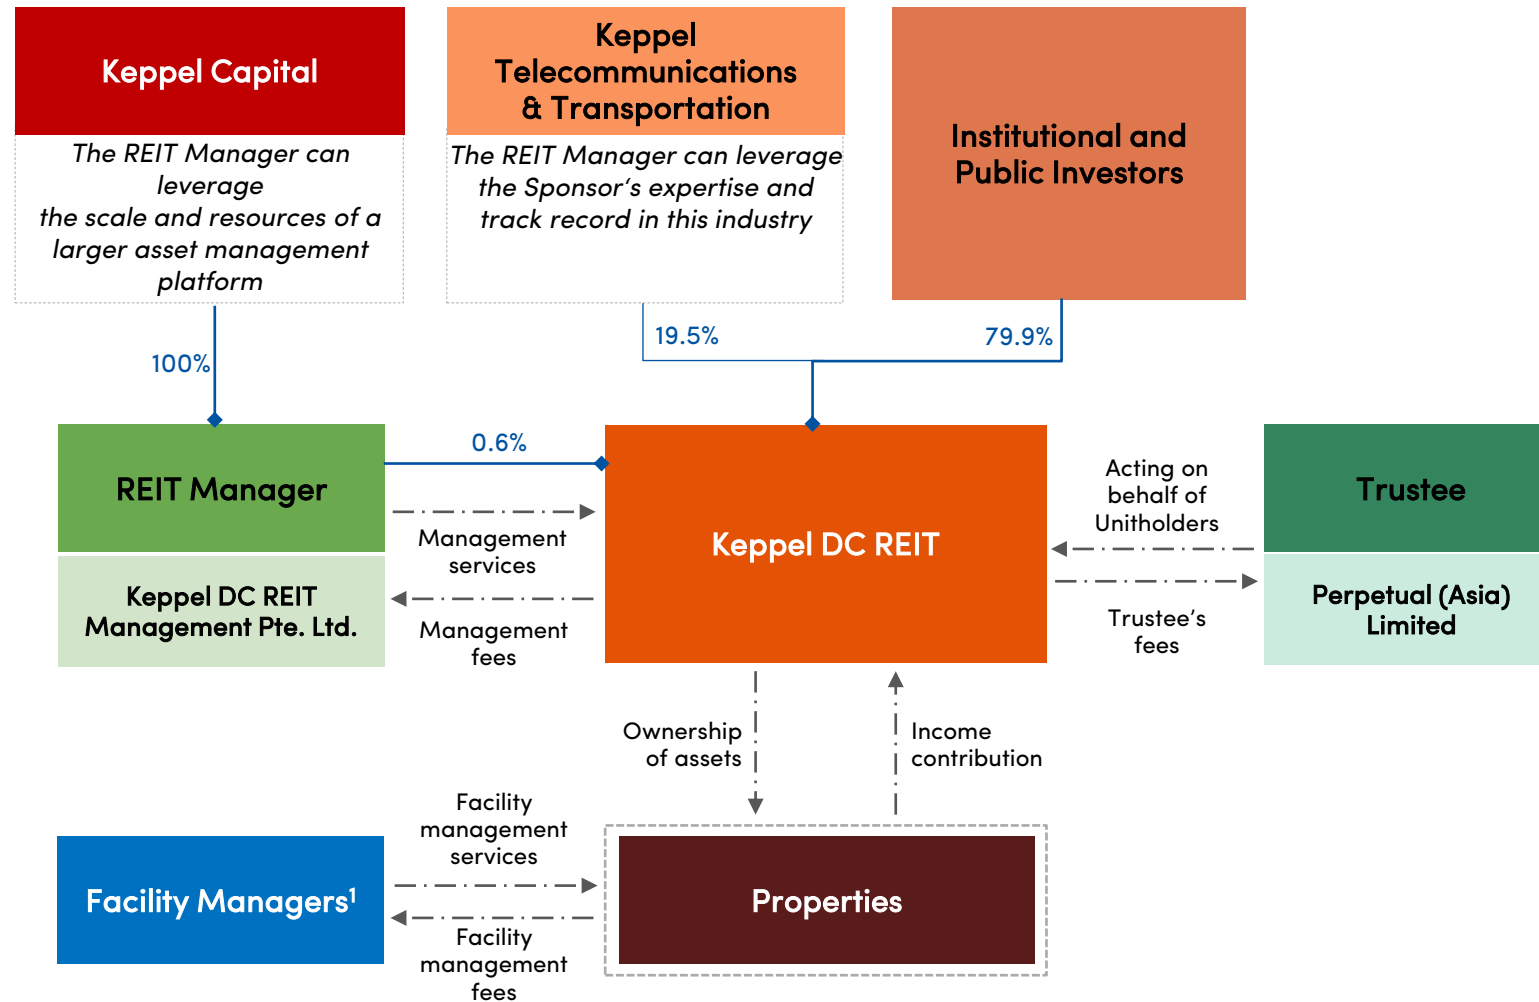 Keppel Capital
The REIT Manager can
leverage
the scale and resources of a
larger asset management
platform
Keppel
Telecommunications
& Transportation
The REIT Manager can leverage
the Sponsor’s expertise and
track record in this industry
Institutional and
Public Investors
100%
19.5%
79.9%
REIT Manager
Keppel DC REIT
Management Pte. Ltd.
0.6%
Management
services
Management
fees
Keppel DC REIT
Acting on
behalf of
Unitholders
Trustee’s
fees
Trustee
Perpetual (Asia)
Limited
Ownership
of assets
Income
contribution
Facility Managers¹
Facility
management
services
Facility
management
fees
Properties